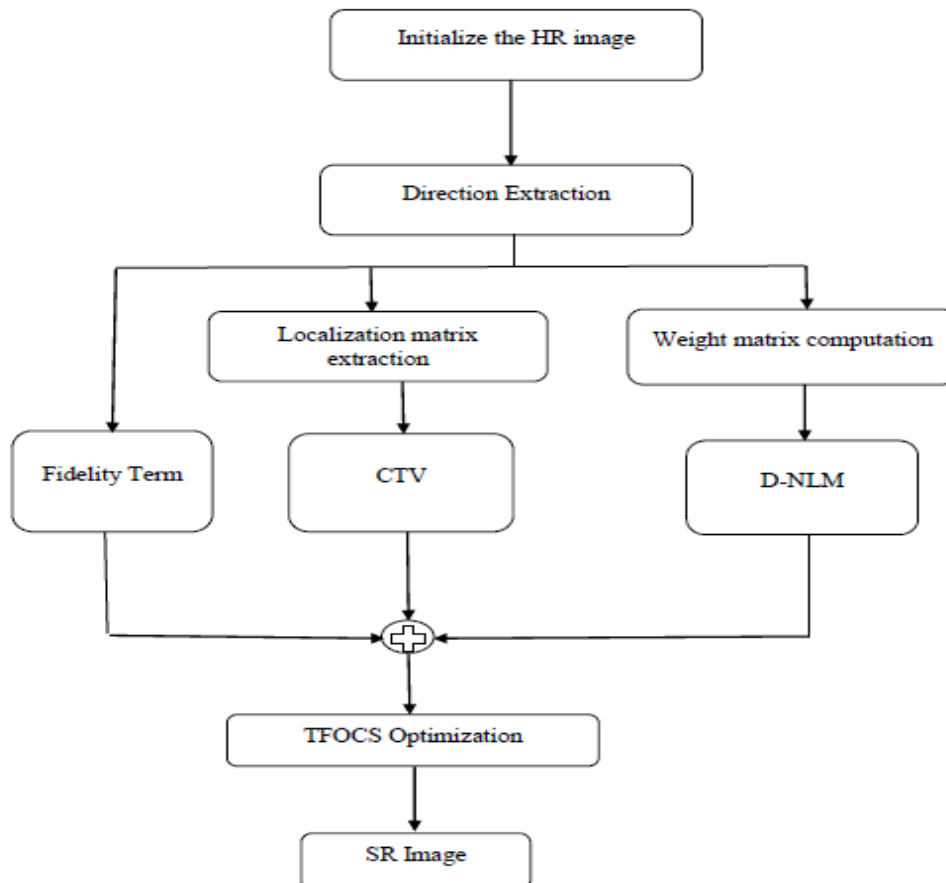 Initialize the HR image
Direction Extraction
Localization matrix
extraction
Weight matrix computation
Fidelity Term
CTV
D-NLM
TFOCS Optimization
SR Image